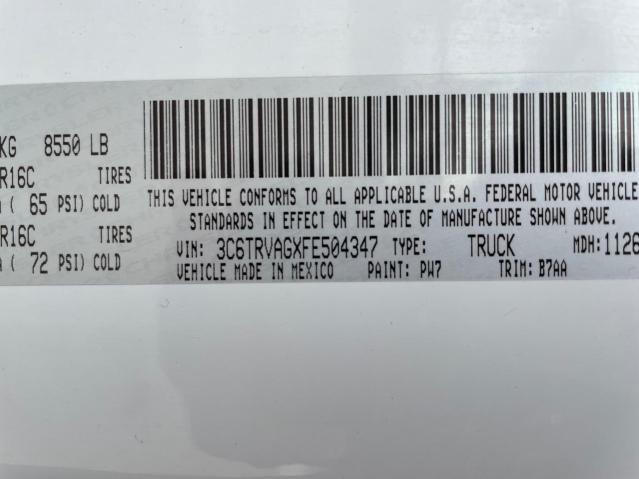 KG 8550 LB
R16C TIRES
( 65 PSI) COLD
R16C TIRES
( 72 PSI) COLD
THIS VEHICLE CONFORMS TO ALL APPLICABLE U.S.A. FEDERAL MOTOR VEHICLE
STANDARDS IN EFFECT ON THE DATE OF MANUFACTURE SHOWN ABOVE.
VIN: 3C6TRVAGXFE504347 TYPE: TRUCK MDH: 1126
VEHICLE MADE IN MEXICO PAINT: PW7 TRIM: B7AA